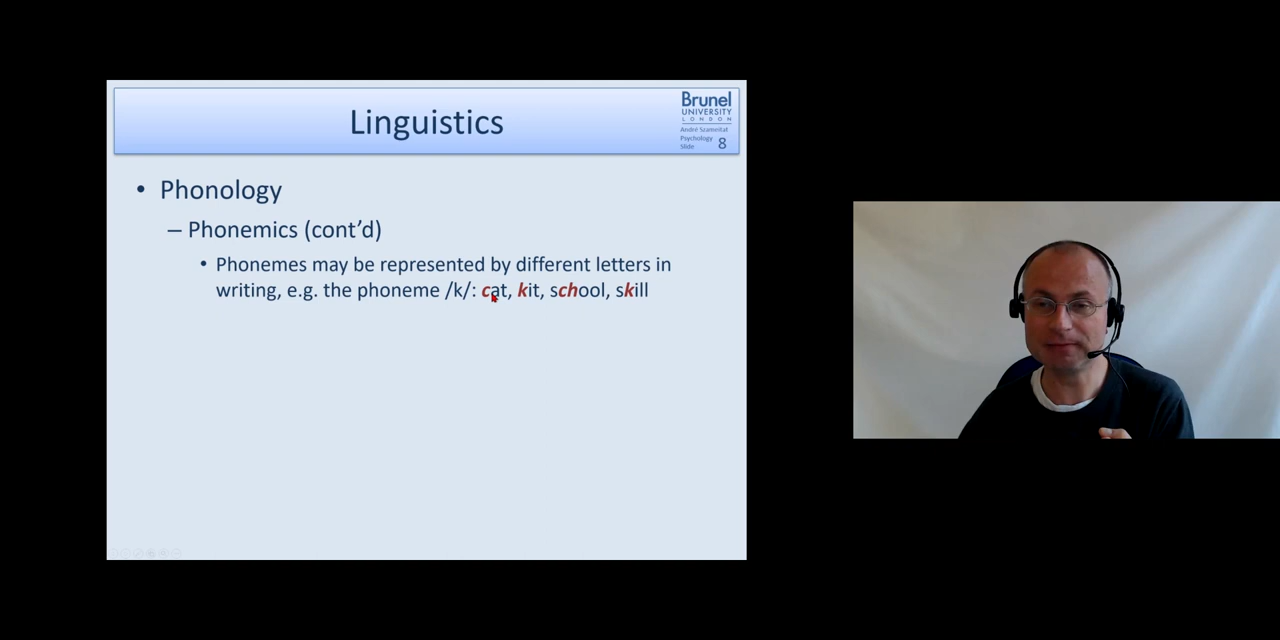 Linguistics
Brunel
UNIVERSITY
LONDON
André Szameitat
Psychology
Slide 8
• Phonology
– Phonemics (cont’d)
• Phonemes may be represented by different letters in
writing, e.g. the phoneme /k/: cat, kit, school, skill